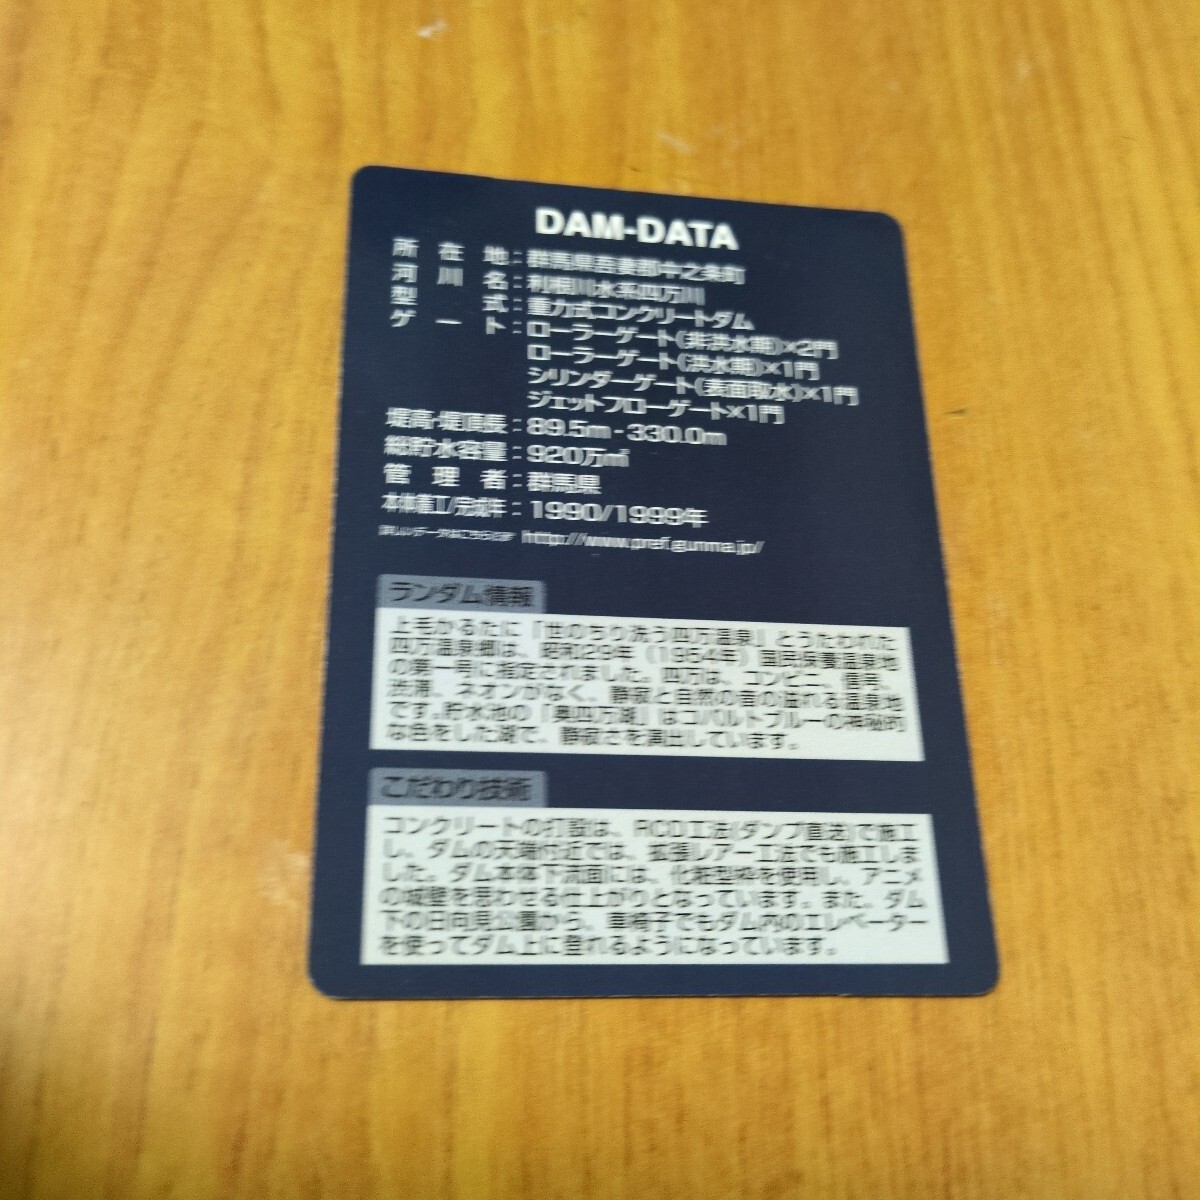 DAM-DATA
所在地：群馬県吾妻郡中之条町
河川名：利根川水系四万川
型式：重力式コンクリートダム
ゲート：ローラーゲート(非洪水期)×2門
ローラーゲート(洪水期)×1門
シリンダーゲート(表面取水)×1門
ジェットフローゲート×1門
堤高・堤頂長：89.5m-330.0m
総貯水容量：920万㎥
管理者：群馬県
本体着工/完成年：1990/1999年
詳しいデータはこちらまで http://www.pref.gunma.jp/
ランダム情報
上毛かるたに「世のちり洗う四万温泉」とうたわれた
四万温泉郷は、昭和29年（1954年）国民保養温泉地
の第一号に指定されました。四万は、コンビニ、信号、
渋滞、ネオンがなく、静寂と自然の音の溢れる温泉地
です。貯水池の「奥四万湖」はコバルトブルーの神秘的
な色をした湖で、静寂さを演出しています。
こだわり技術
コンクリートの打設は、RCD工法(ダンプ直送)で施工
し、ダムの天端付近では、拡張レアー工法でも施工しま
した。ダム本体下流面には、化粧型枠を使用し、アニメ
の城壁を思わせる仕上がりとなっています。また、ダム
下の日向見公園から、車椅子でもダム内のエレベーター
を使ってダム上に登れるようになっています。